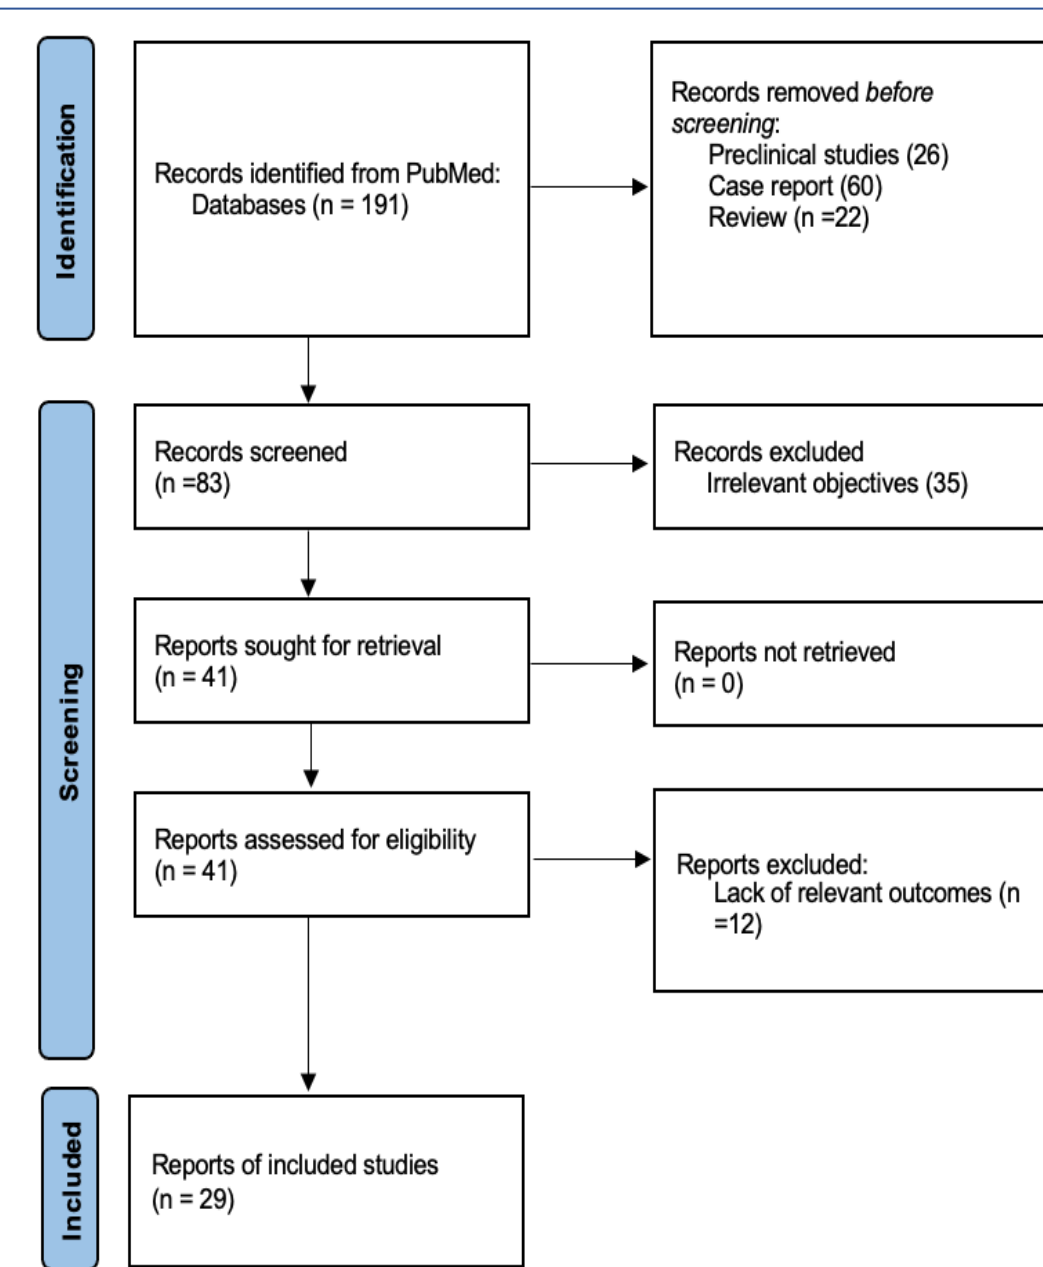 Identification
Records identified from PubMed:
Databases (n = 191)
Records removed before
screening:
Preclinical studies (26)
Case report (60)
Review (n =22)
Screening
Records screened
(n =83)
Records excluded
Irrelevant objectives (35)
Reports sought for retrieval
(n = 41)
Reports not retrieved
(n = 0)
Reports assessed for eligibility
(n = 41)
Reports excluded:
Lack of relevant outcomes (n
=12)
Included
Reports of included studies
(n = 29)